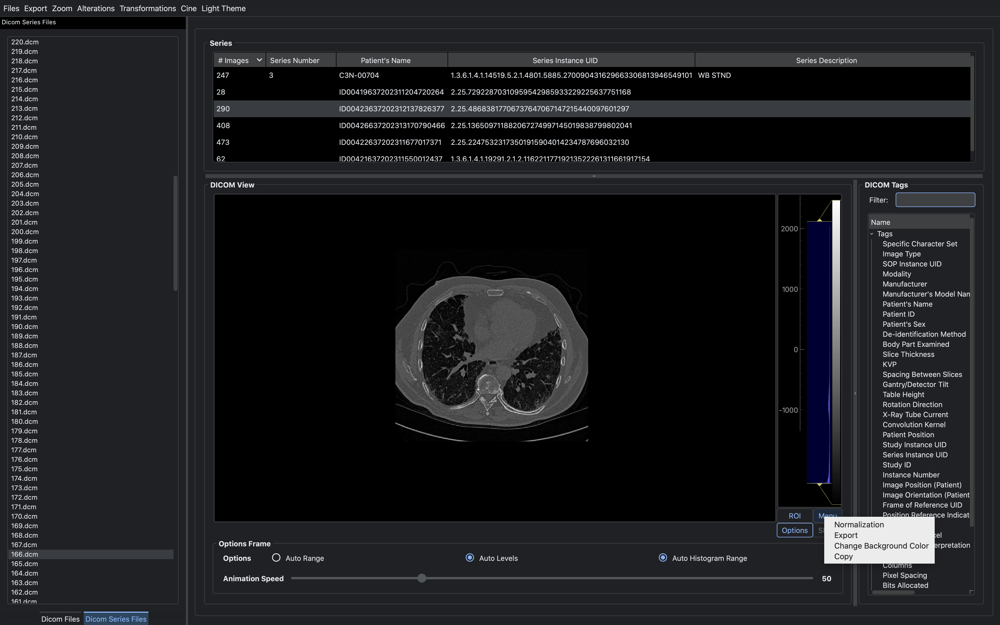 Files Export Zoom Alterations Transformations Cine Light Theme
Dicom Series Files
220.dcm
219.dcm
218.dcm
217.dcm
216.dcm
215.dcm
214.dcm
213.dcm
212.dcm
211.dcm
210.dcm
209.dcm
208.dcm
207.dcm
206.dcm
205.dcm
204.dcm
203.dcm
202.dcm
201.dcm
200.dcm
199.dcm
198.dcm
197.dcm
196.dcm
195.dcm
194.dcm
193.dcm
192.dcm
191.dcm
190.dcm
189.dcm
188.dcm
187.dcm
186.dcm
185.dcm
184.dcm
183.dcm
182.dcm
181.dcm
180.dcm
179.dcm
178.dcm
177.dcm
176.dcm
175.dcm
174.dcm
173.dcm
172.dcm
171.dcm
170.dcm
169.dcm
168.dcm
167.dcm
166.dcm
165.dcm
164.dcm
163.dcm
162.dcm
161.dcm
Dicom Files Dicom Series Files
Series
# Images Series Number Patient's Name Series Instance UID Series Description
247 3 C3N-00704 1.3.6.1.4.1.14519.5.2.1.4801.5885.270090431629663306813946549101 WB STND
28 ID00419637202311204720264 2.25.72922870310959542985933229225637751168
290 ID00423637202312137826377 2.25.48683817706737647067147215440097601297
408 ID00426637202313170790466 2.25.136509711882067274997145019838799802041
473 ID00422637202311677017371 2.25.22475323173501915904014234787696032130
62 ID00421637202311550012437 1.3.6.1.4.1.19291.2.1.2.1162211771921352226131166191​7154
DICOM View
2000
1000
0
-1000
ROI Menu
Options
Normalization
Export
Change Background Color
Copy
Options Frame
Options Auto Range Auto Levels Auto Histogram Range
Animation Speed 50
DICOM Tags
Filter:
Name
Tags
Specific Character Set
Image Type
SOP Instance UID
Modality
Manufacturer
Manufacturer's Model Nam
Patient's Name
Patient ID
Patient's Sex
De-identification Method
Body Part Examined
Slice Thickness
KVP
Spacing Between Slices
Gantry/Detector Tilt
Table Height
Rotation Direction
X-Ray Tube Current
Convolution Kernel
Patient Position
Study Instance UID
Series Instance UID
Study ID
Instance Number
Image Position (Patient)
Image Orientation (Patient
Frame of Reference UID
Position Reference Indicat
xel
erpretation
Columns
Pixel Spacing
Bits Allocated